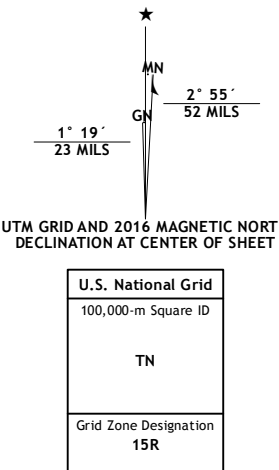 MN
GN
2° 55´
52 MILS
1° 19´
23 MILS
UTM GRID AND 2016 MAGNETIC NORT
DECLINATION AT CENTER OF SHEET
U.S. National Grid
100,000-m Square ID
TN
Grid Zone Designation
15R